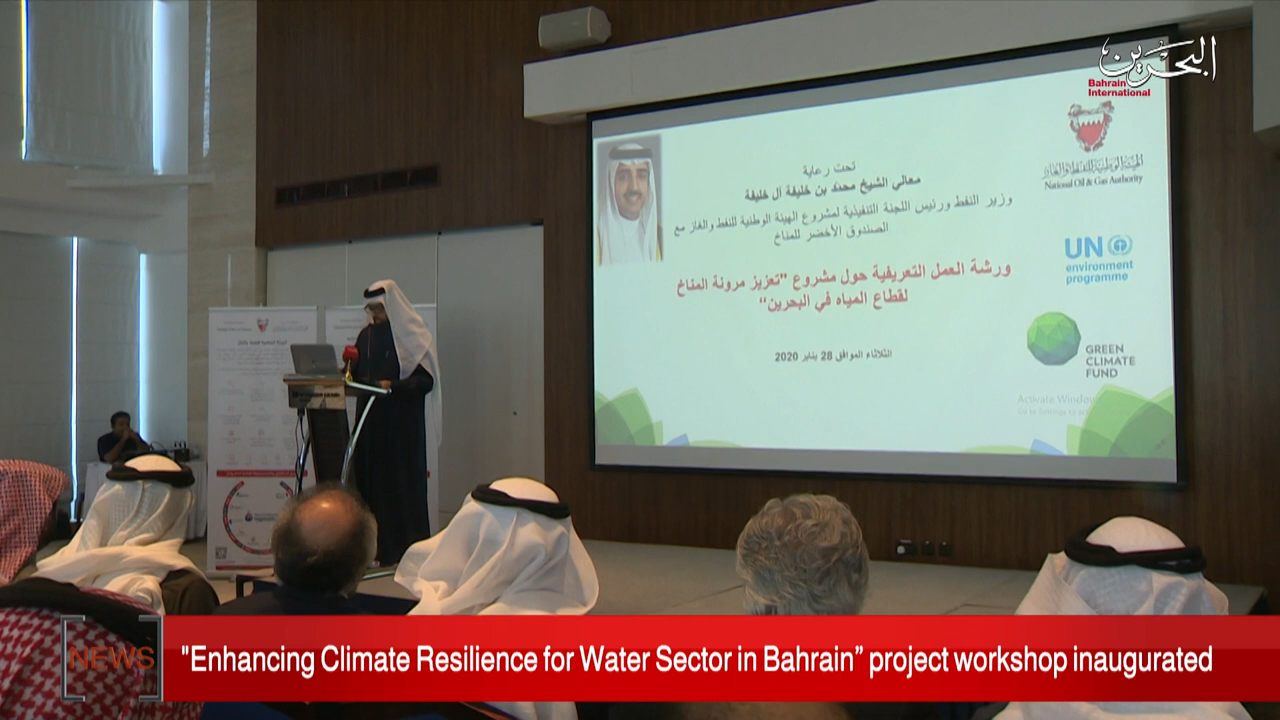 البحرين
Bahrain
International
الهيئة الوطنية للنفط والغاز
National Oil & Gas Authority
تحت رعاية
معالي الشيخ محمد بن خليفة آل خليفة
وزير النفط ورئيس اللجنة التنفيذية لمشروع الهيئة الوطنية للنفط والغاز مع
الصندوق الأخضر للمناخ
ورشة العمل التعريفية حول مشروع "تعزيز مرونة المناخ
لقطاع المياه في البحرين"
الثلاثاء الموافق 28 يناير 2020
UN
environment
programme
GREEN
CLIMATE
FUND
Activate Windows
NEWS
"Enhancing Climate Resilience for Water Sector in Bahrain” project workshop inaugurated